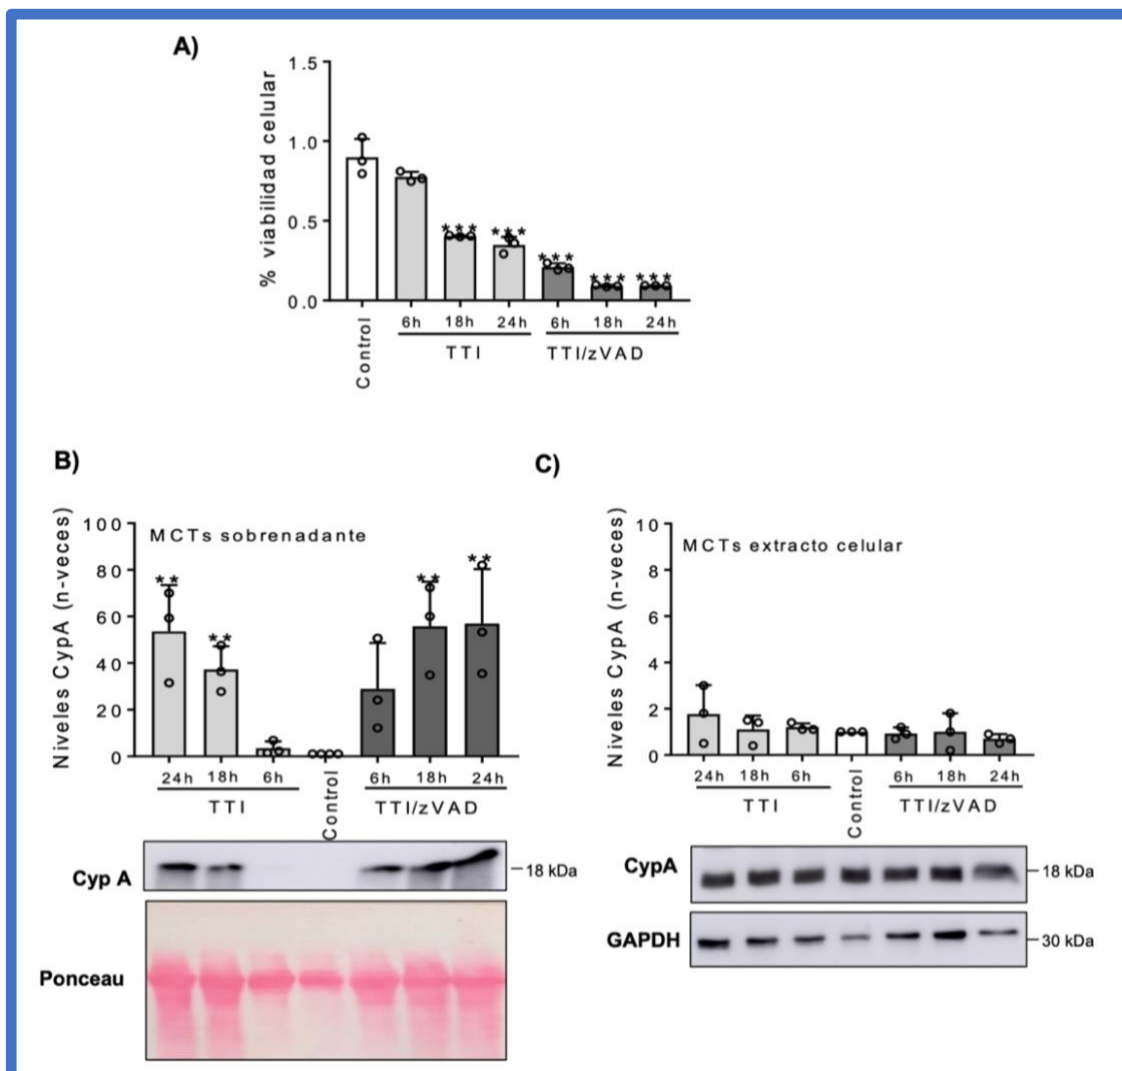 A)
% viabilidad celular
1.5
1.0
0.5
0.0
*** *** *** *** ***
Control
6h 18h 24h 6h 18h 24h
TTI TTI/zVAD
B)
Niveles CypA (n-veces)
MCTs sobrenadante
100
80
60
40
20
0
** ** ** **
24h 18h 6h Control 6h 18h 24h
TTI TTI/zVAD
Cyp A
18 kDa
Ponceau
C)
Niveles CypA (n-veces)
MCTs extracto celular
10
8
6
4
2
0
24h 18h 6h Control 6h 18h 24h
TTI TTI/zVAD
CypA
18 kDa
GAPDH
30 kDa